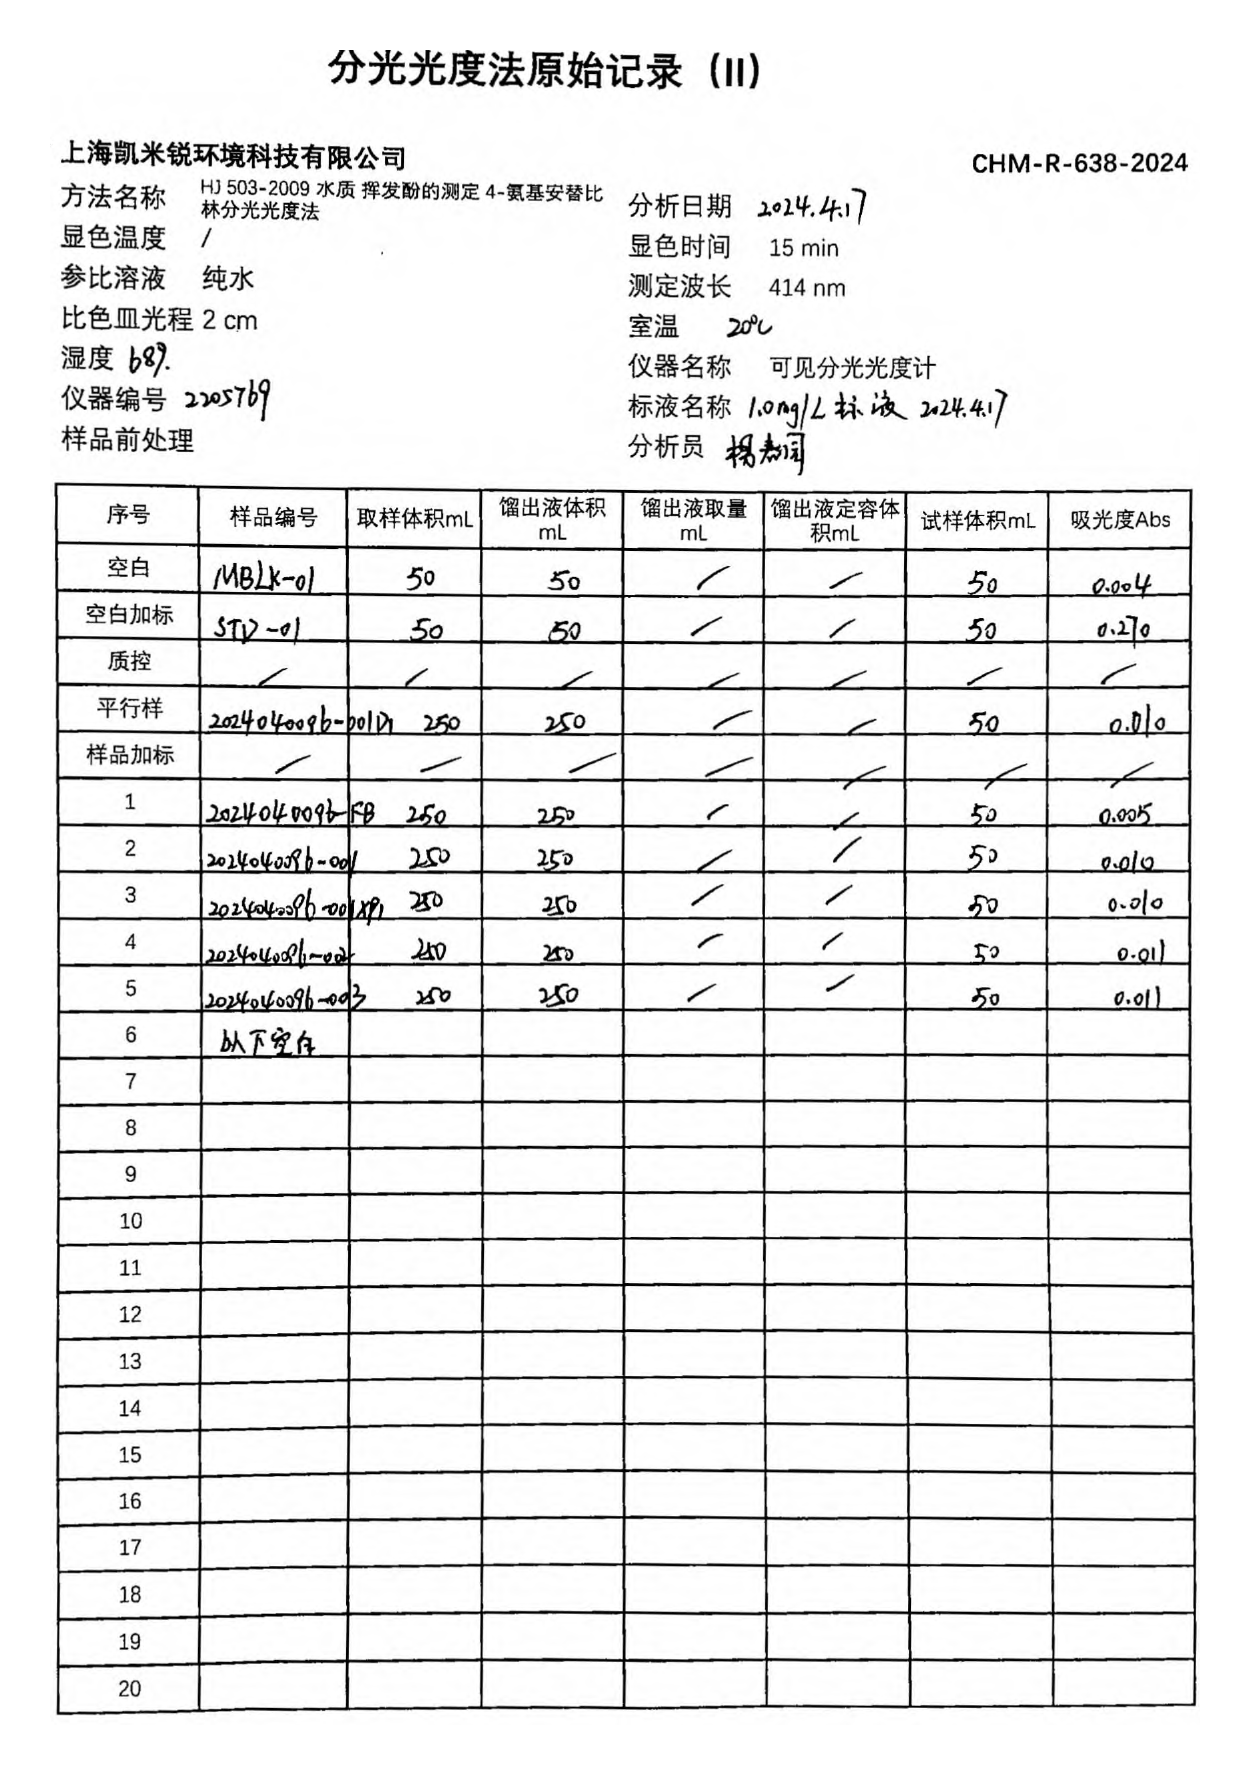 分光光度法原始记录（II）
上海凯米锐环境科技有限公司
CHM-R-638-2024
方法名称 HJ 503-2009 水质 挥发酚的测定 4-氨基安替比
林分光光度法
分析日期 2024.4.17
显色温度 /
显色时间 15 min
参比溶液 纯水
测定波长 414 nm
比色皿光程 2 cm
室温 20℃
湿度 68%
仪器名称 可见分光光度计
仪器编号 2205769
标液名称 1.0mg/L 标液 2024.4.17
样品前处理
分析员
序号 样品编号 取样体积mL 馏出液体积mL 馏出液取量mL 馏出液定容体积mL 试样体积mL 吸光度Abs
空白 MBLK-01 50 50 / / 50 0.004
空白加标 STD-01 50 50 / / 50 0.270
质控 / / / / / / /
平行样 2024040096-001D1 250 250 / / 50 0.010
样品加标 / / / / / / /
1 2024040096-FB 250 250 / / 50 0.005
2 2024040096-001 250 250 / / 50 0.010
3 2024040096-001XP1 250 250 / / 50 0.010
4 2024040096-002 250 250 / / 50 0.011
5 2024040096-003 250 250 / / 50 0.011
6 以下空白
7
8
9
10
11
12
13
14
15
16
17
18
19
20